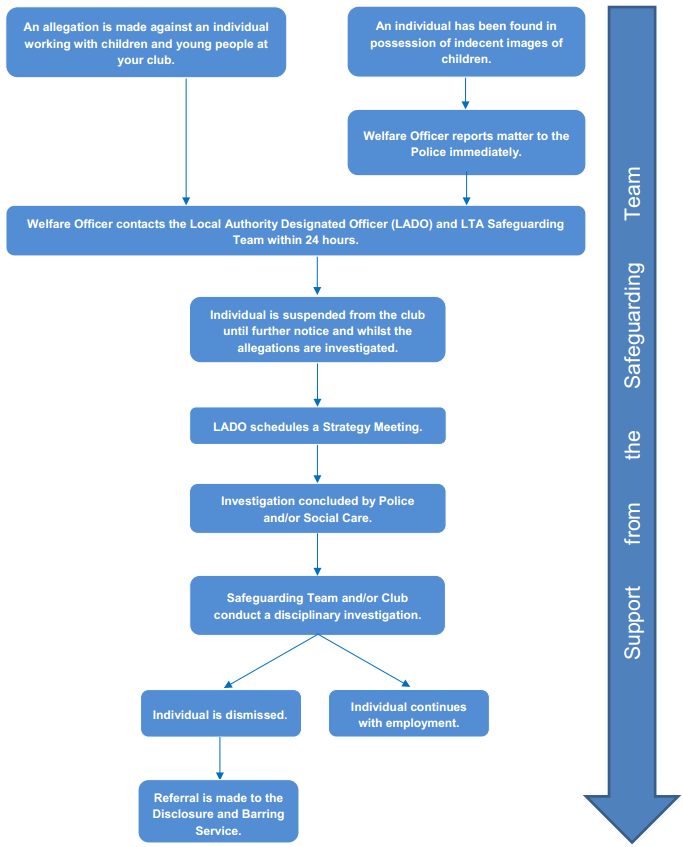 An allegation is made against an individual
working with children and young people at
your club.
An individual has been found in
possession of indecent images of
children.
Welfare Officer reports matter to the
Police immediately.
Welfare Officer contacts the Local Authority Designated Officer (LADO) and LTA Safeguarding
Team within 24 hours.
Individual is suspended from the club
until further notice and whilst the
allegations are investigated.
LADO schedules a Strategy Meeting.
Investigation concluded by Police
and/or Social Care.
Safeguarding Team and/or Club
conduct a disciplinary investigation.
Individual is dismissed.
Individual continues
with employment.
Referral is made to the
Disclosure and Barring
Service.
Support from the Safeguarding Team